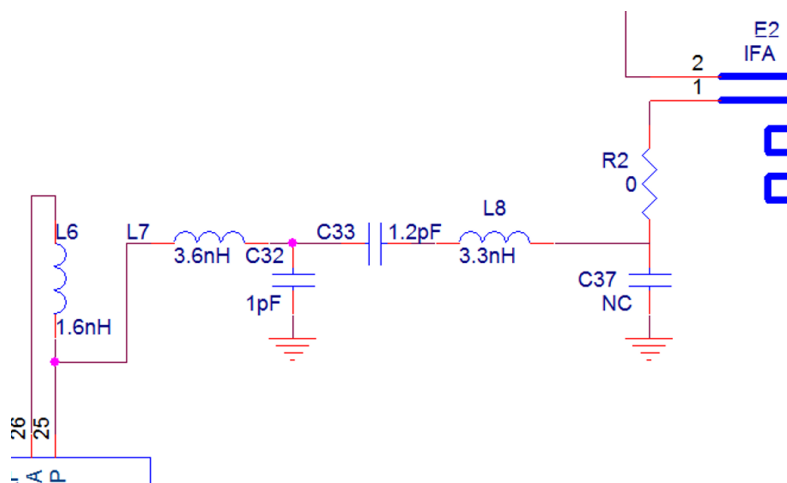 E2
IFA
2
1
R2
0
L8
L6
L7
C33
1.2pF
3.6nH
C32
3.3nH
C37
1pF
NC
1.6nH
26
25
A
P